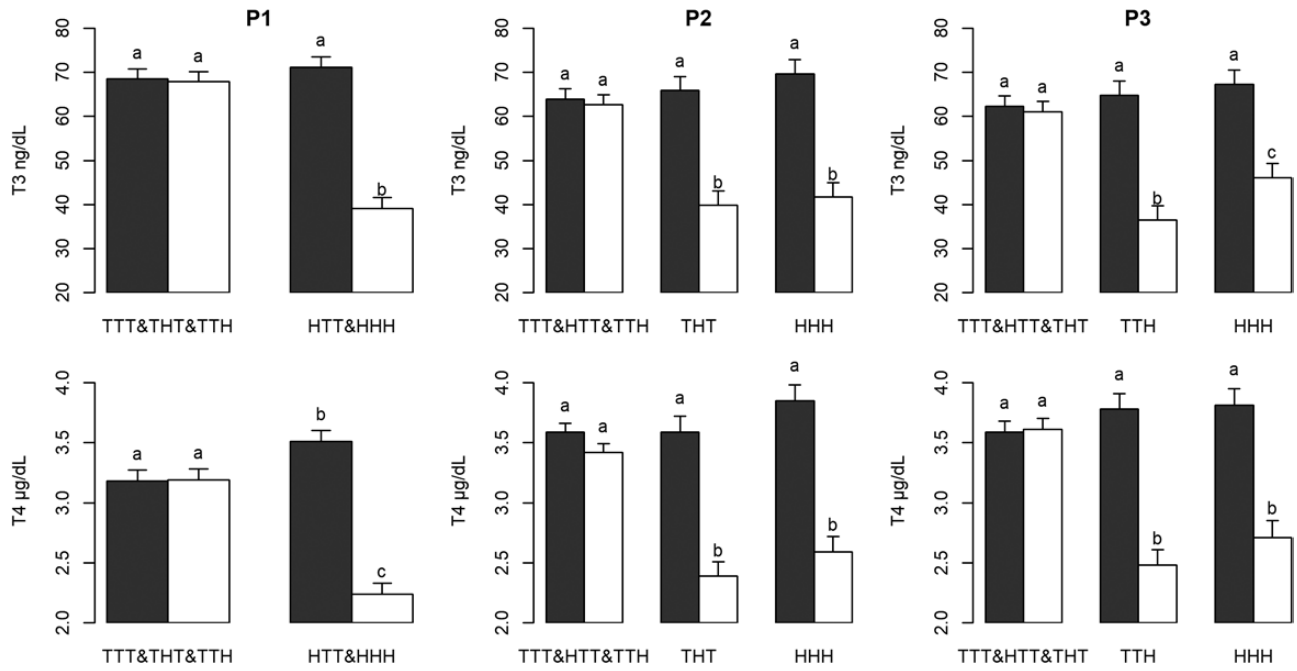 P1 P2 P3
80 70 60 50 40 30 20
T3 ng/dL
a a a b
TTT&THT&TTH HTT&HHH
80 70 60 50 40 30 20
T3 ng/dL
a a a b a b
TTT&HTT&TTH THT HHH
80 70 60 50 40 30 20
T3 ng/dL
a a a b a c
TTT&HTT&THT TTH HHH
4.0 3.5 3.0 2.5 2.0
T4 µg/dL
a a b c
TTT&THT&TTH HTT&HHH
4.0 3.5 3.0 2.5 2.0
T4 µg/dL
a a a b a b
TTT&HTT&TTH THT HHH
4.0 3.5 3.0 2.5 2.0
T4 µg/dL
a a a b a b
TTT&HTT&THT TTH HHH